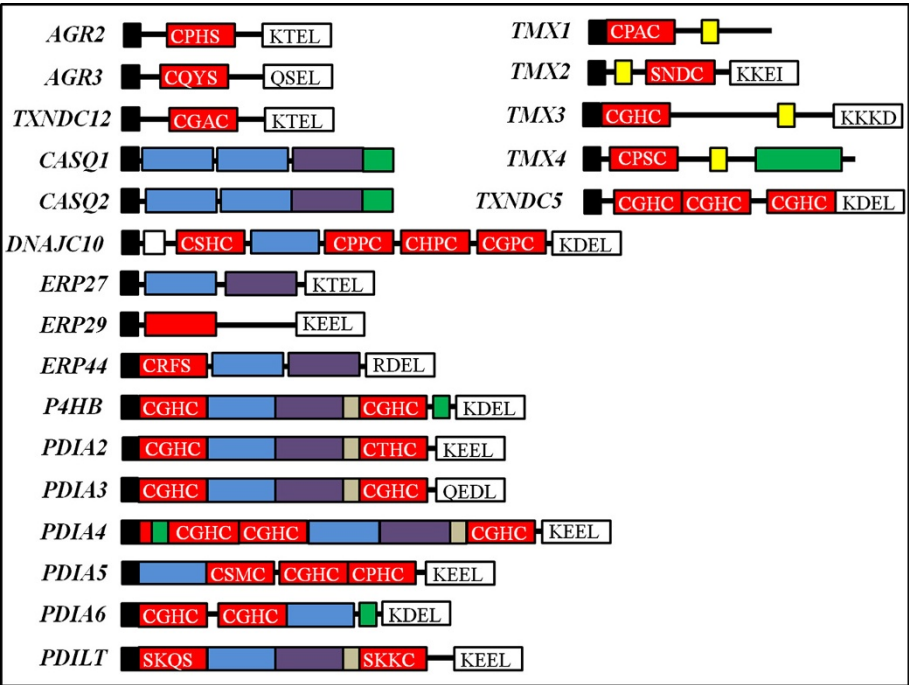 AGR2 CPHS KTEL
AGR3 CQYS QSEL
TXNDC12 CGAC KTEL
CASQ1
CASQ2
DNAJC10 CSHC CPPC CHPC CGPC KDEL
ERP27 KTEL
ERP29 KEEL
ERP44 CRFS RDEL
P4HB CGHC CGHC KDEL
PDIA2 CGHC CTHC KEEL
PDIA3 CGHC CGHC QEDL
PDIA4 CGHC CGHC CGHC KEEL
PDIA5 CSMC CGHC CPHC KEEL
PDIA6 CGHC CGHC KDEL
PDILT SKQS SKKC KEEL
TMX1 CPAC
TMX2 SNDC KKEI
TMX3 CGHC KKKD
TMX4 CPSC
TXNDC5 CGHC CGHC CGHC KDEL